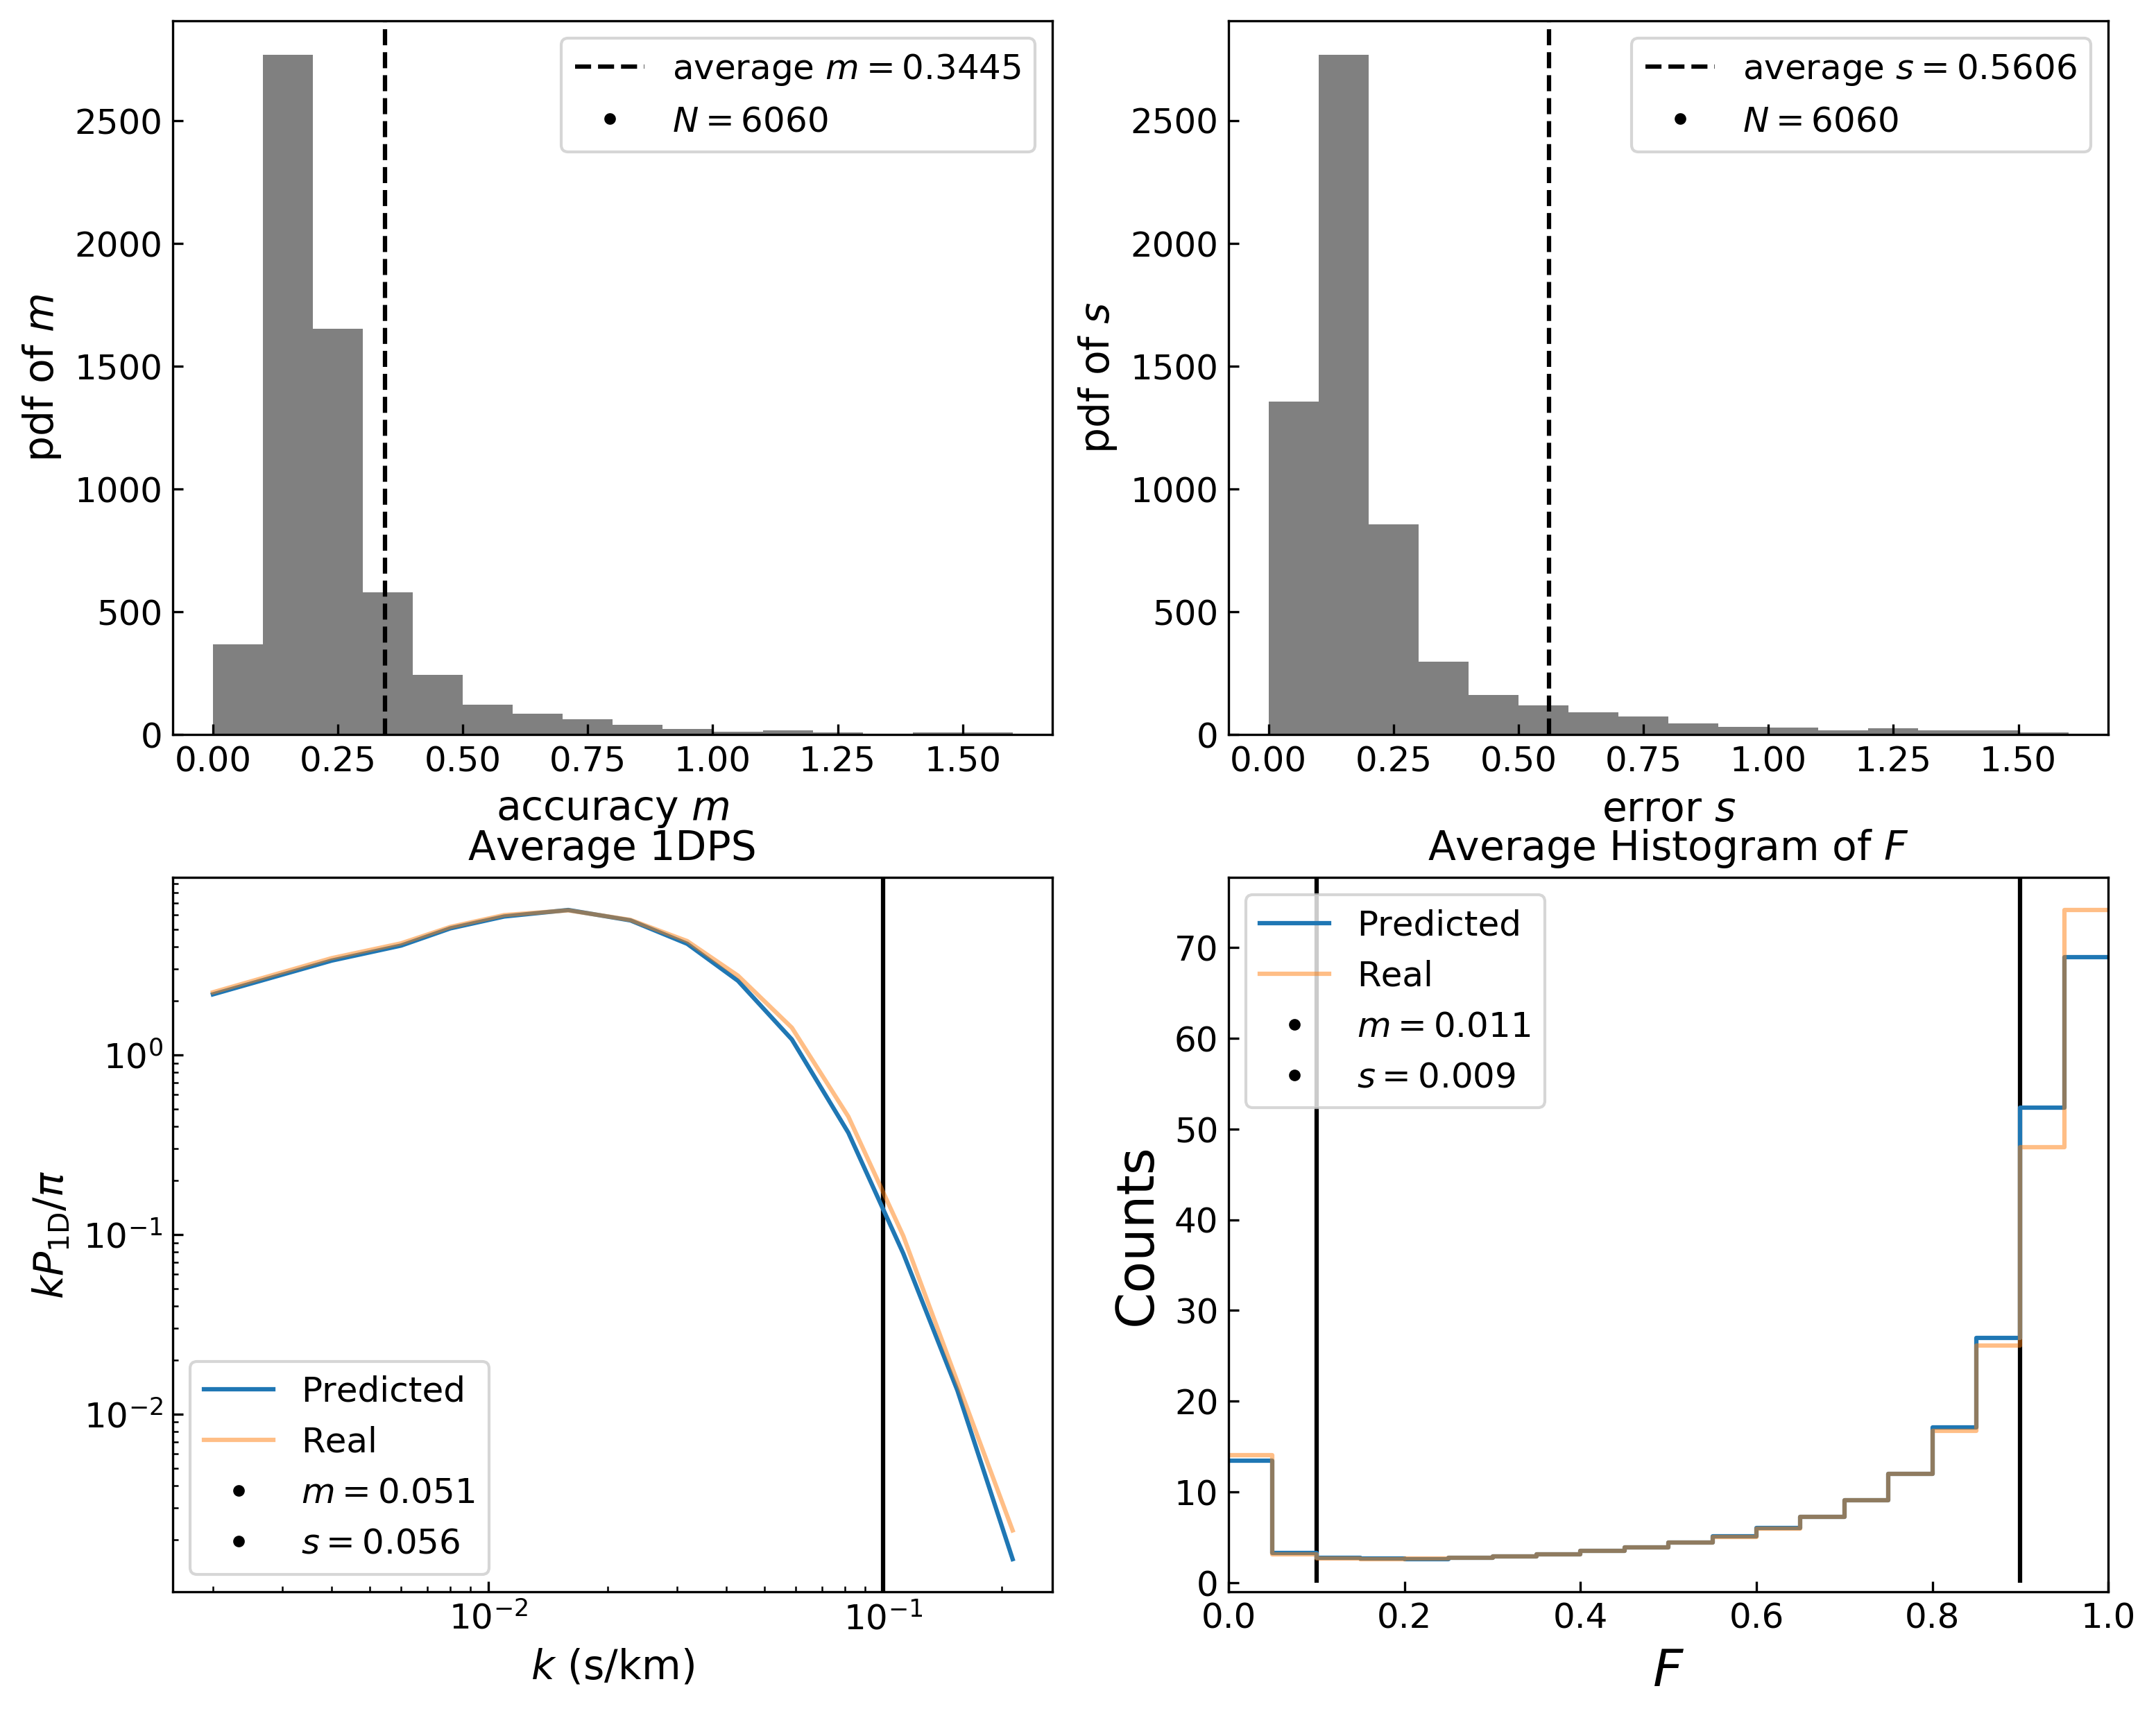 average m = 0.3445
N = 6060
pdf of m
2500
2000
1500
1000
500
0
0.00 0.25 0.50 0.75 1.00 1.25 1.50
accuracy m
average s = 0.5606
N = 6060
pdf of s
2500
2000
1500
1000
500
0
0.00 0.25 0.50 0.75 1.00 1.25 1.50
error s
Average 1DPS
kP₁D/π
10⁰
10⁻¹
10⁻²
Predicted
Real
m = 0.051
s = 0.056
10⁻² 10⁻¹
k (s/km)
Average Histogram of F
Predicted
Real
m = 0.011
s = 0.009
Counts
70
60
50
40
30
20
10
0
0.0 0.2 0.4 0.6 0.8 1.0
F